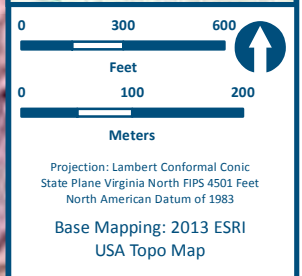 0 300 600
Feet
0 100 200
Meters
Projection: Lambert Conformal Conic
State Plane Virginia North FIPS 4501 Feet
North American Datum of 1983
Base Mapping: 2013 ESRI
USA Topo Map